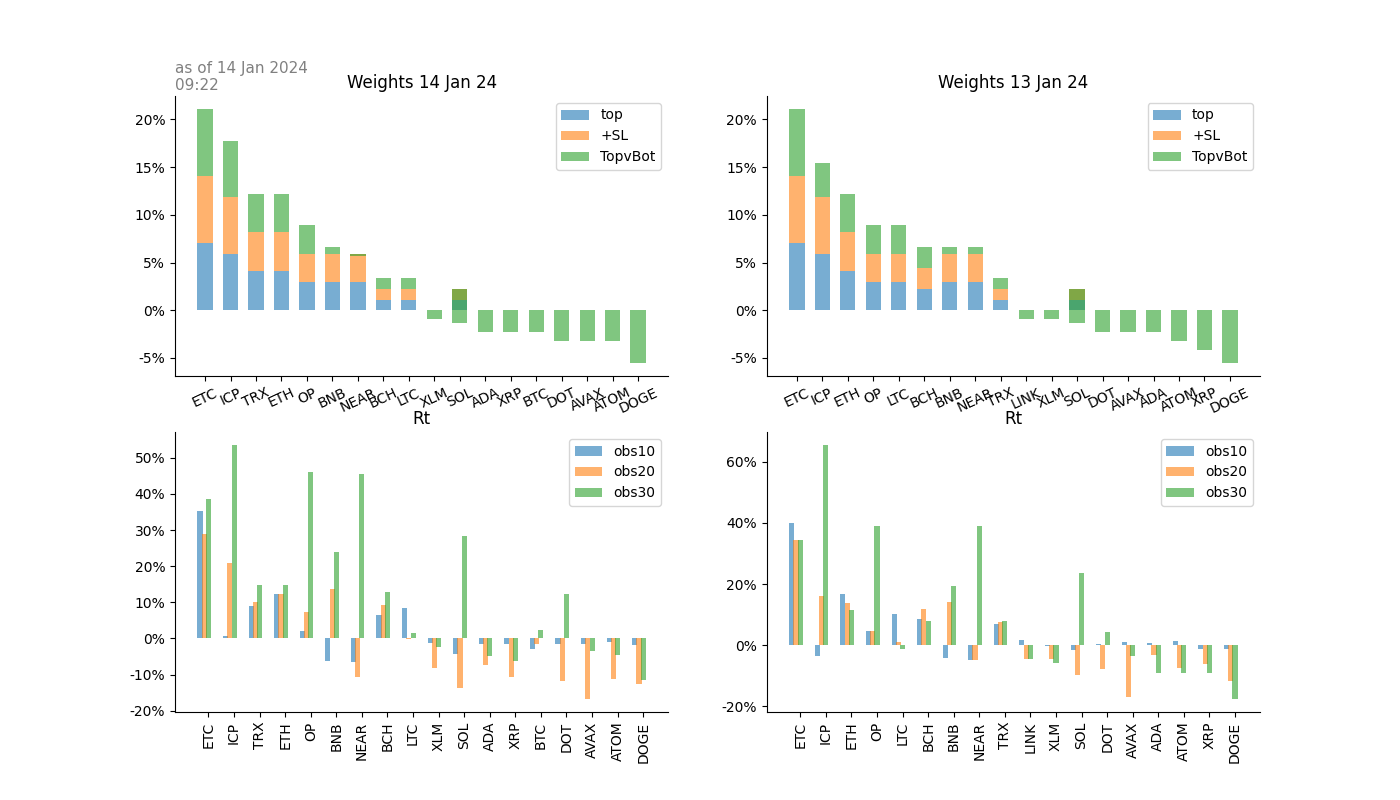 as of 14 Jan 2024
09:22
Weights 14 Jan 24
20%
15%
10%
5%
0%
-5%
top
+SL
TopvBot
ETC ICP TRX ETH OP BNB NEAR BCH LTC XLM SOL ADA XRP BTC DOT AVAX ATOM DOGE
Weights 13 Jan 24
20%
15%
10%
5%
0%
-5%
top
+SL
TopvBot
ETC ICP ETH OP LTC BCH BNB NEAR TRX LINK XLM SOL DOT AVAX ADA ATOM XRP DOGE
Rt
50%
40%
30%
20%
10%
0%
-10%
-20%
obs10
obs20
obs30
ETC ICP TRX ETH OP BNB NEAR BCH LTC XLM SOL ADA XRP BTC DOT AVAX ATOM DOGE
Rt
60%
40%
20%
0%
-20%
obs10
obs20
obs30
ETC ICP ETH OP LTC BCH BNB NEAR TRX LINK XLM SOL DOT AVAX ADA ATOM XRP DOGE